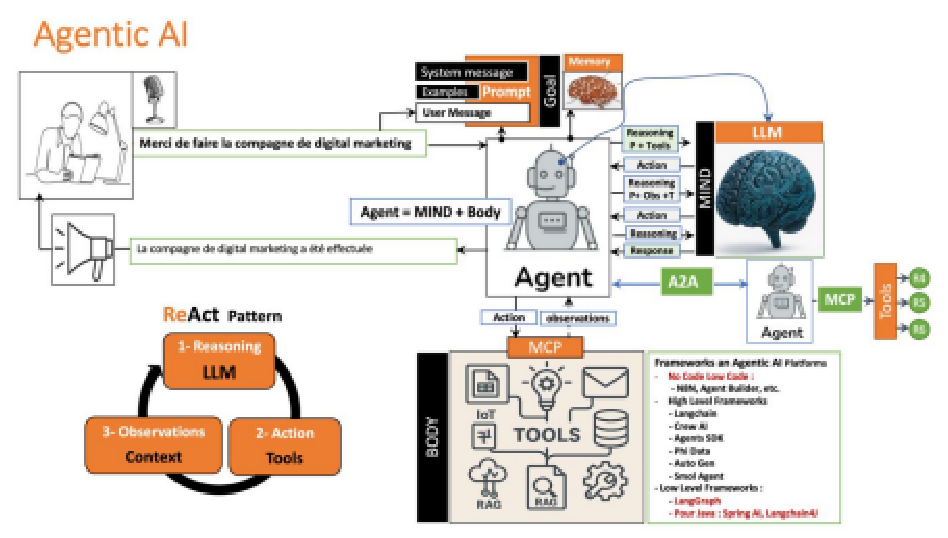 Agentic AI
System message
Examples
Prompt
User Message
Goal
Memory
Merci de faire la compagne de digital marketing
Reasoning
P = Tools
Action
Reasoning
P+ Obs +T
Action
Reasoning
Response
MIND
LLM
Agent = MIND + Body
La compagne de digital marketing a été effectuée
Agent
A2A
Agent
MCP
Tools
R4
R5
R6
Action
observations
ReAct Pattern
1- Reasoning
LLM
3- Observations
Context
2- Action
Tools
BODY
MCP
IoT
TOOLS
RAG
RAG
Frameworks an Agentic AI Platforms
- No Code Low Code :
- N8N, Agent Builder, etc.
- High Level Frameworks
- Langchain
- Crew AI
- Agents SDK
- Phi Data
- Auto Gen
- Smol Agent
- Low Level Frameworks :
- LangGraph
- Pour Java : Spring AI, Langchain4J